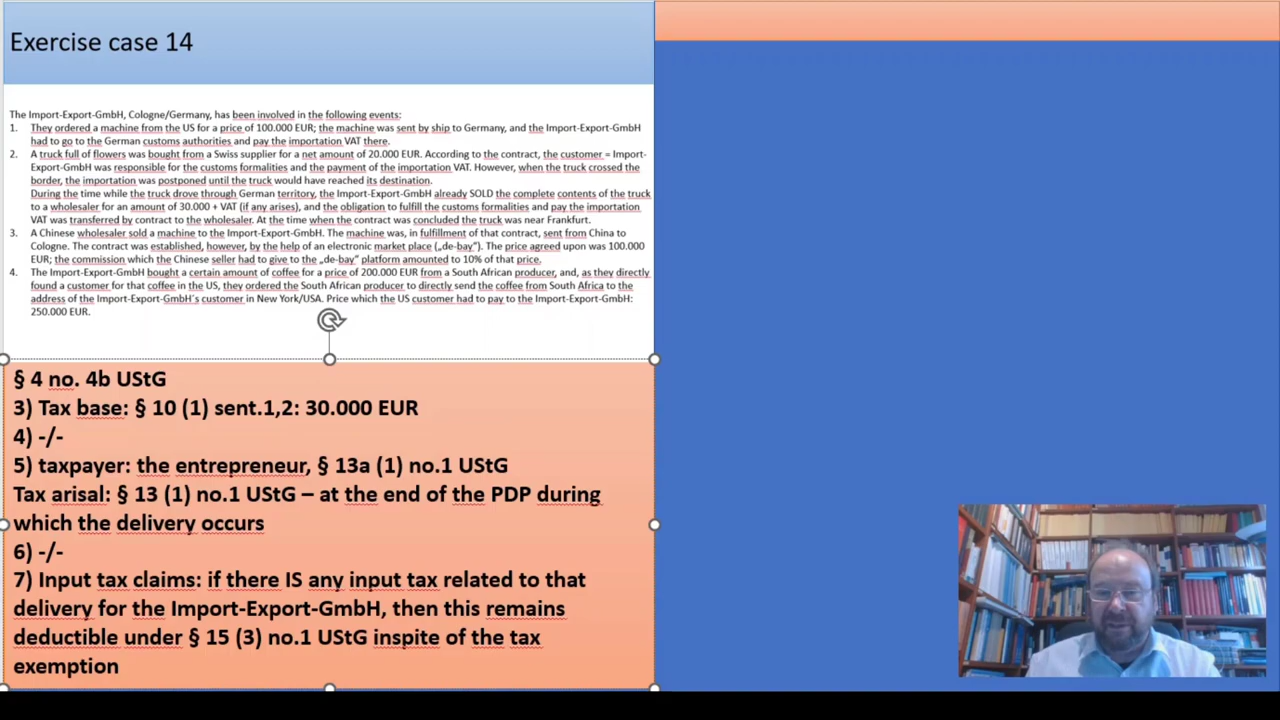 Exercise case 14
The Import-Export-GmbH, Cologne/Germany, has been involved in the following events:
1. They ordered a machine from the US for a price of 100.000 EUR; the machine was sent by ship to Germany, and the Import-Export-GmbH
had to go to the German customs authorities and pay the importation VAT there.
2. A truck full of flowers was bought from a Swiss supplier for a net amount of 20.000 EUR. According to the contract, the customer = Import-
Export-GmbH was responsible for the customs formalities and the payment of the importation VAT. However, when the truck crossed the
border, the importation was postponed until the truck would have reached its destination.
During the time while the truck drove through German territory, the Import-Export-GmbH already SOLD the complete contents of the truck
to a wholesaler for an amount of 30.000 + VAT (if any arises), and the obligation to fulfill the customs formalities and pay the importation
VAT was transferred by contract to the wholesaler. At the time when the contract was concluded the truck was near Frankfurt.
3. A Chinese wholesaler sold a machine to the Import-Export-GmbH. The machine was, in fulfillment of that contract, sent from China to
Cologne. The contract was established, however, by the help of an electronic market place („de-bay“). The price agreed upon was 100.000
EUR; the commission which the Chinese seller had to give to the „de-bay“ platform amounted to 10% of that price.
4. The Import-Export-GmbH bought a certain amount of coffee for a price of 200.000 EUR from a South African producer, and, as they directly
found a customer for that coffee in the US, they ordered the South African producer to directly send the coffee from South Africa to the
address of the Import-Export-GmbH´s customer in New York/USA. Price which the US customer had to pay to the Import-Export-GmbH:
250.000 EUR.
§ 4 no. 4b UStG
3) Tax base: § 10 (1) sent.1,2: 30.000 EUR
4) -/-
5) taxpayer: the entrepreneur, § 13a (1) no.1 UStG
Tax arisal: § 13 (1) no.1 UStG – at the end of the PDP during
which the delivery occurs
6) -/-
7) Input tax claims: if there IS any input tax related to that
delivery for the Import-Export-GmbH, then this remains
deductible under § 15 (3) no.1 UStG inspite of the tax
exemption